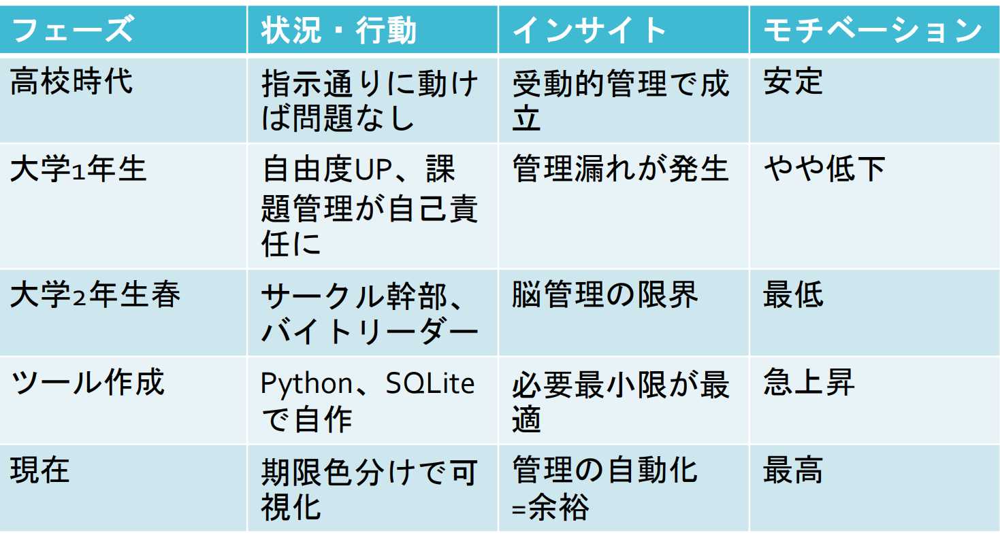 フェーズ
状況・行動
インサイト
モチベーション
高校時代
指示通りに動け
ば問題なし
受動的管理で成
立
安定
大学1年生
自由度UP、課
題管理が自己責
任に
管理漏れが発生
やや低下
大学2年生春
サークル幹部、
バイトリーダー
脳管理の限界
最低
ツール作成
Python、SQLite
で自作
必要最小限が最
適
急上昇
現在
期限色分けで可
視化
管理の自動化
=余裕
最高